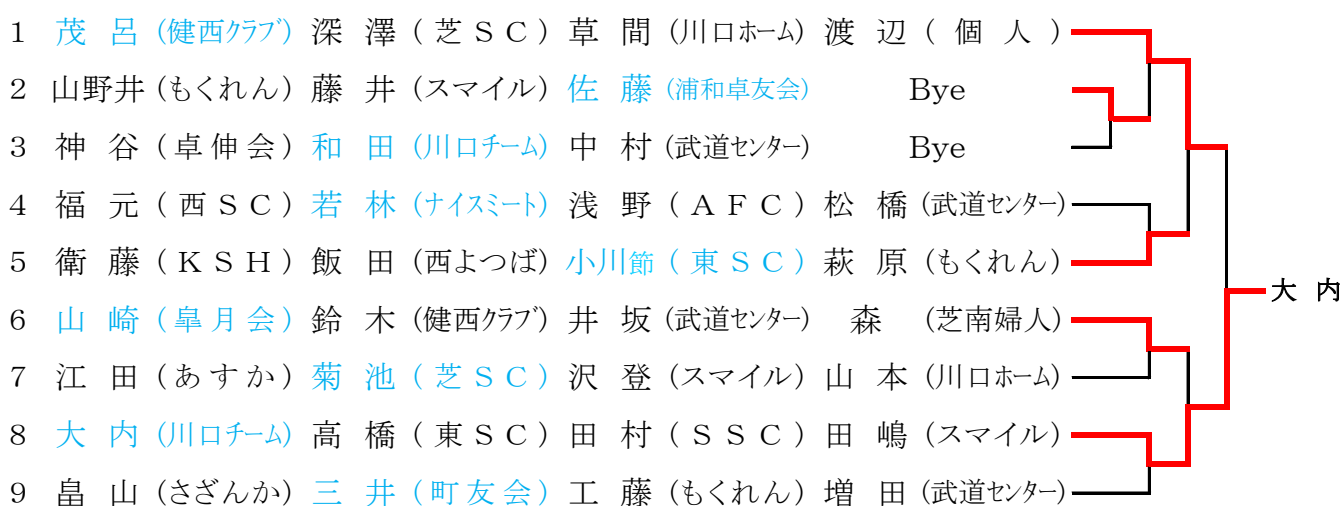 1 茂呂 (健西クラブ) 深澤 (芝SC) 草間 (川口ホーム) 渡辺 (個人)
2 山野井 (もくれん) 藤井 (スマイル) 佐藤 (浦和卓友会) Bye
3 神谷 (卓伸会) 和田 (川口チーム) 中村 (武道センター) Bye
4 福元 (西SC) 若林 (ナイスミート) 浅野 (AFC) 松橋 (武道センター)
5 衛藤 (KSH) 飯田 (西よつば) 小川節 (東SC) 萩原 (もくれん)
大内
6 山崎 (皐月会) 鈴木 (健西クラブ) 井坂 (武道センター) 森 (芝南婦人)
7 江田 (あすか) 菊池 (芝SC) 沢登 (スマイル) 山本 (川口ホーム)
8 大内 (川口チーム) 高橋 (東SC) 田村 (SSC) 田嶋 (スマイル)
9 畠山 (さざんか) 三井 (町友会) 工藤 (もくれん) 増田 (武道センター)